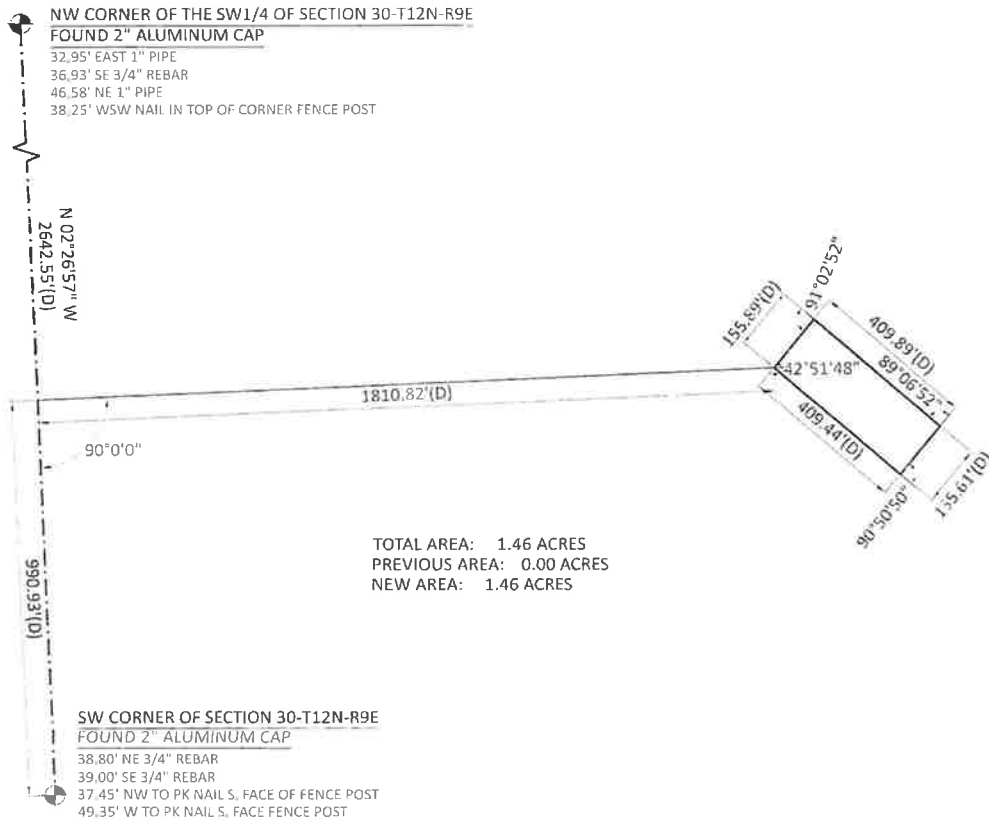 NW CORNER OF THE SW1/4 OF SECTION 30-T12N-R9E
FOUND 2" ALUMINUM CAP
32.95' EAST 1" PIPE
36.93' SE 3/4" REBAR
46.58' NE 1" PIPE
38.25' WSW NAIL IN TOP OF CORNER FENCE POST
N 02°26'57" W
2642.55'(D)
155.89'(D)
91°02'52"
409.89'(D)
89°06'52"
42°51'48"
1810.82'(D)
409.44'(D)
90°0'0"
155.61'(D)
90°50'50"
990.93'(D)
TOTAL AREA: 1.46 ACRES
PREVIOUS AREA: 0.00 ACRES
NEW AREA: 1.46 ACRES
SW CORNER OF SECTION 30-T12N-R9E
FOUND 2" ALUMINUM CAP
38.80' NE 3/4" REBAR
39.00' SE 3/4" REBAR
37.45' NW TO PK NAIL S. FACE OF FENCE POST
49.35' W TO PK NAIL S. FACE FENCE POST